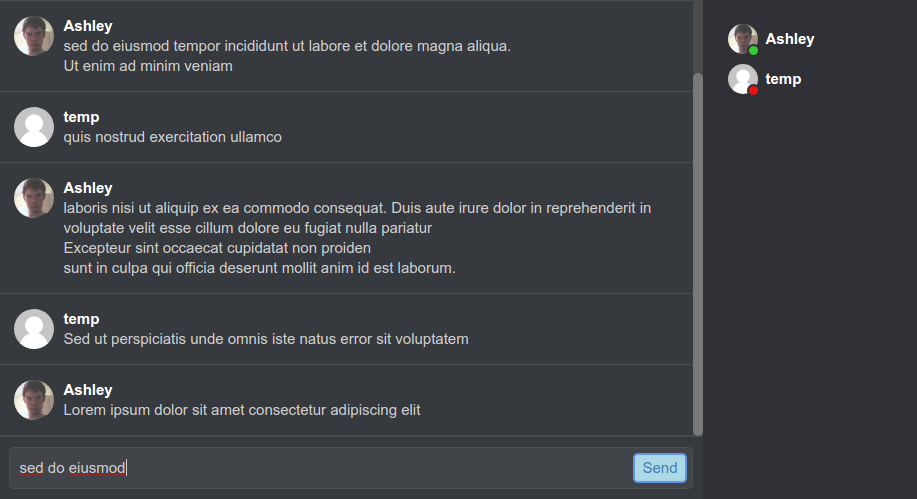 Ashley
sed do eiusmod tempor incididunt ut labore et dolore magna aliqua.
Ut enim ad minim veniam
temp
quis nostrud exercitation ullamco
Ashley
laboris nisi ut aliquip ex ea commodo consequat. Duis aute irure dolor in reprehenderit in
voluptate velit esse cillum dolore eu fugiat nulla pariatur
Excepteur sint occaecat cupidatat non proiden
sunt in culpa qui officia deserunt mollit anim id est laborum.
temp
Sed ut perspiciatis unde omnis iste natus error sit voluptatem
Ashley
Lorem ipsum dolor sit amet consectetur adipiscing elit
sed do eiusmod
Send
Ashley
temp